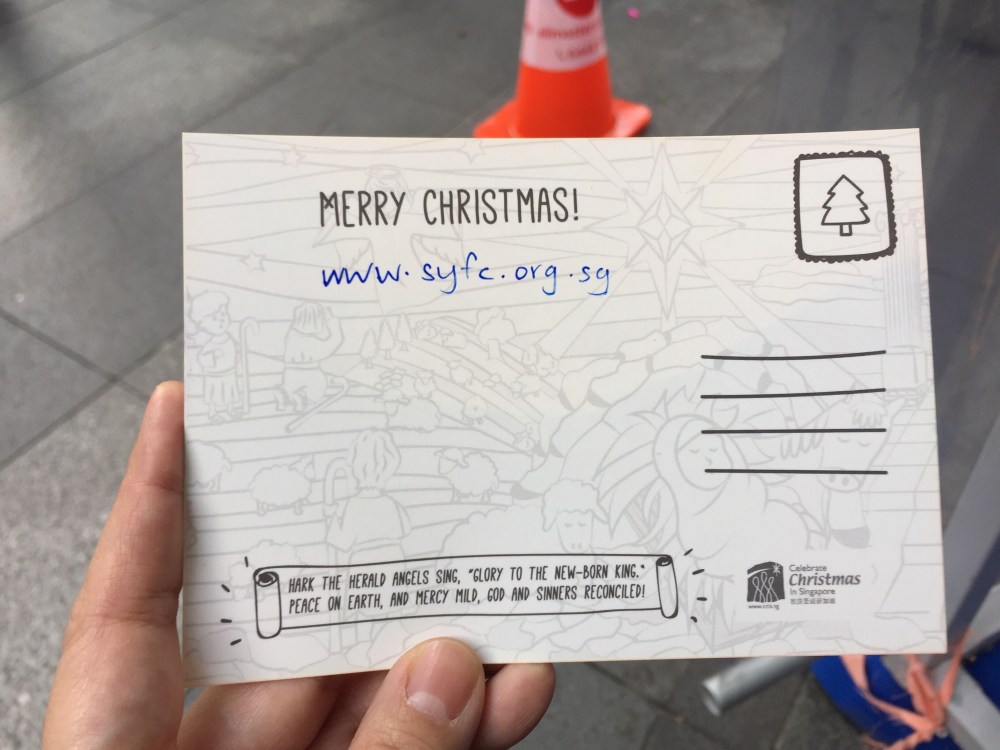 MERRY CHRISTMAS!
www.syfc.org.sg
HARK THE HERALD ANGELS SING, "GLORY TO THE NEW-BORN KING."
PEACE ON EARTH, AND MERCY MILD, GOD AND SINNERS RECONCILED!
Celebrate
Christmas
In Singapore
www.ccis.sg